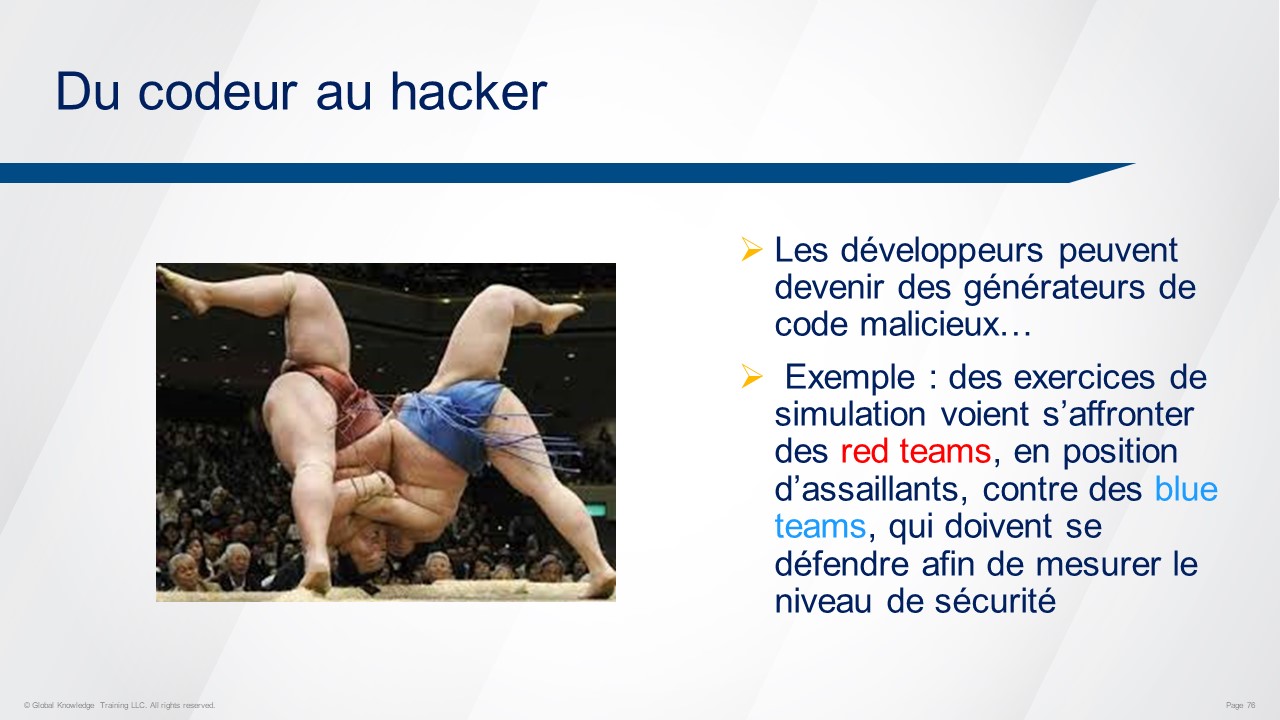 Du codeur au hacker
Les développeurs peuvent
devenir des générateurs de
code malicieux…
Exemple : des exercices de
simulation voient s’affronter
des red teams, en position
d’assaillants, contre des blue
teams, qui doivent se
défendre afin de mesurer le
niveau de sécurité
© Global Knowledge Training LLC. All rights reserved.
Page 76